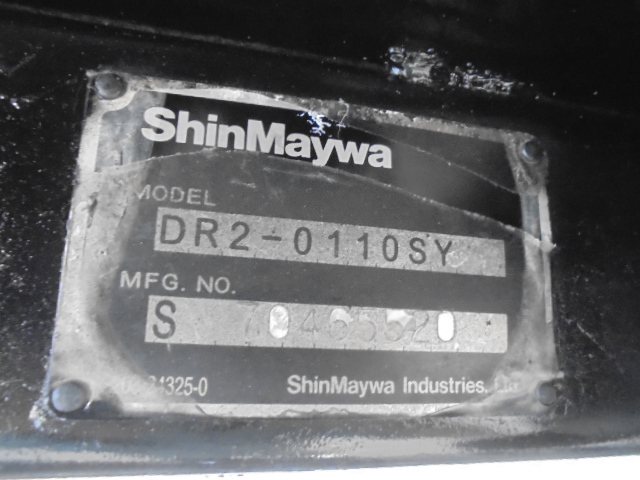 ShinMaywa
MODEL
DR2-0110SY
MFG. NO.
S
ShinMaywa Industries,